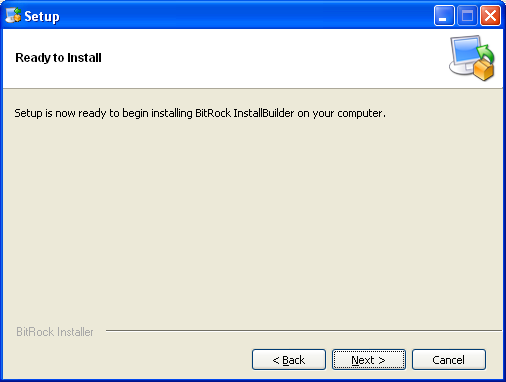 Setup
Ready to Install
Setup is now ready to begin installing BitRock InstallBuilder on your computer.
BitRock Installer
< Back
Next >
Cancel